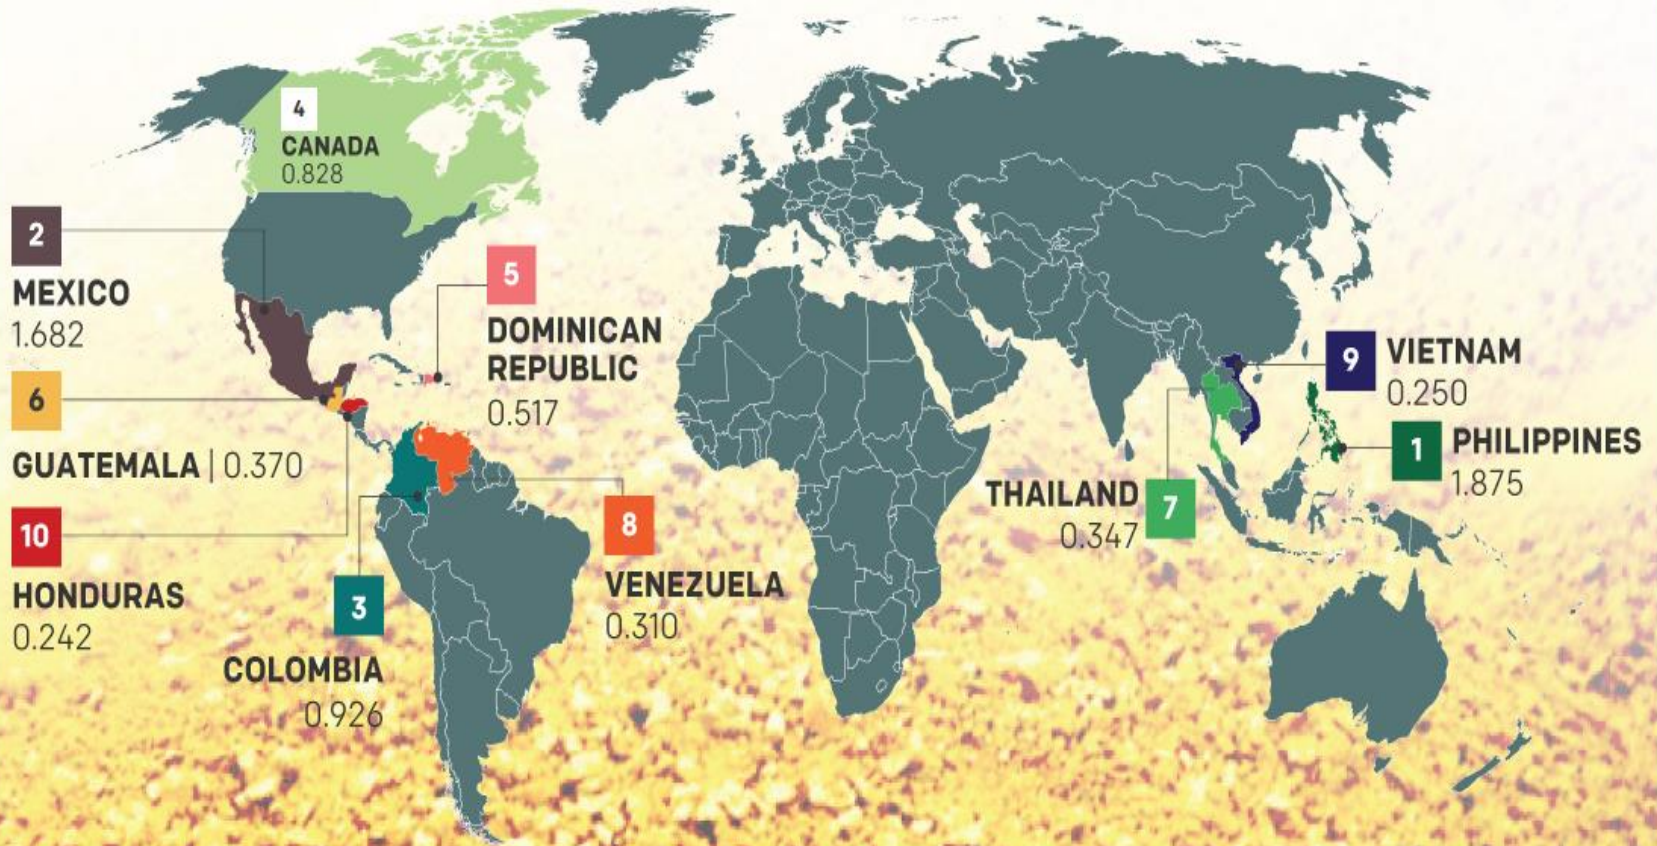 4
CANADA
0.828
2
MEXICO
1.682
5
DOMINICAN
REPUBLIC
0.517
6
GUATEMALA | 0.370
10
HONDURAS
0.242
3
COLOMBIA
0.926
8
VENEZUELA
0.310
THAILAND 7
0.347
9 VIETNAM
0.250
1 PHILIPPINES
1.875